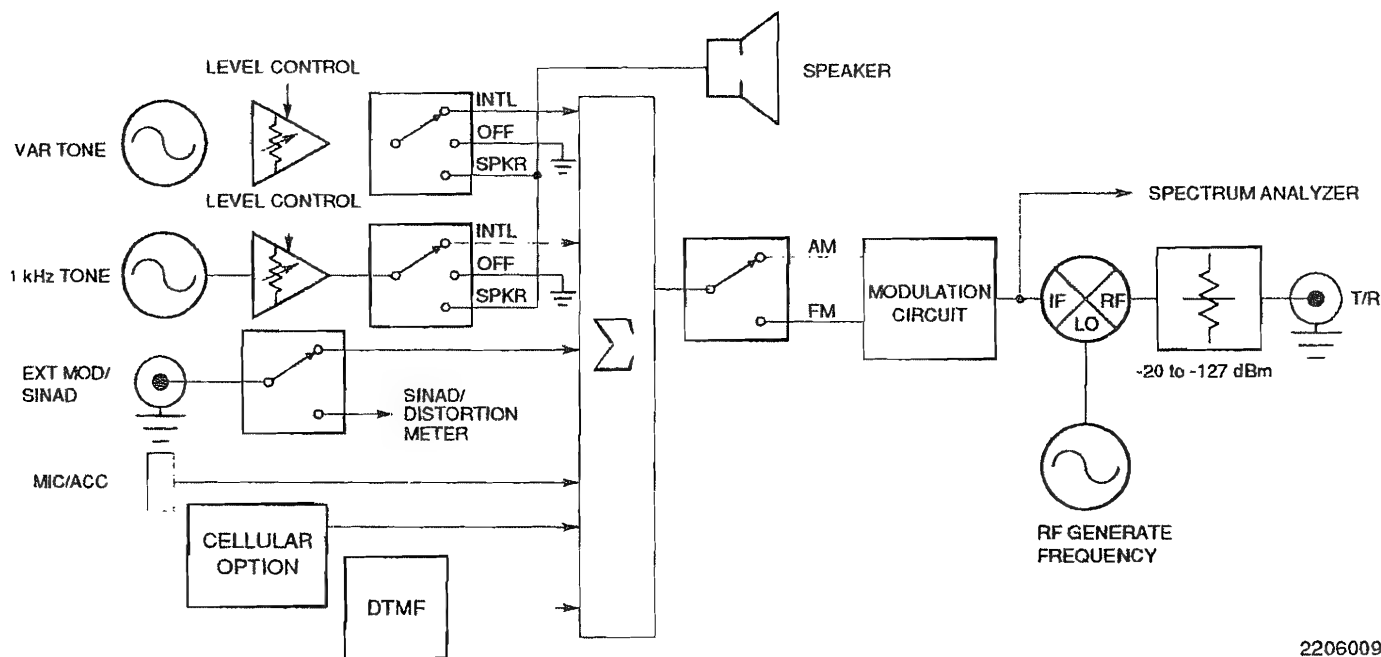 LEVEL CONTROL
SPEAKER
INTL
OFF
SPKR
VAR TONE
LEVEL CONTROL
INTL
OFF
SPKR
1 kHz TONE
EXT MOD/
SINAD
SINAD/
DISTORTION
METER
MIC/ACC
CELLULAR
OPTION
DTMF
Σ
AM
FM
MODULATION
CIRCUIT
SPECTRUM ANALYZER
IF
RF
LO
T/R
-20 to -127 dBm
RF GENERATE
FREQUENCY
2206009